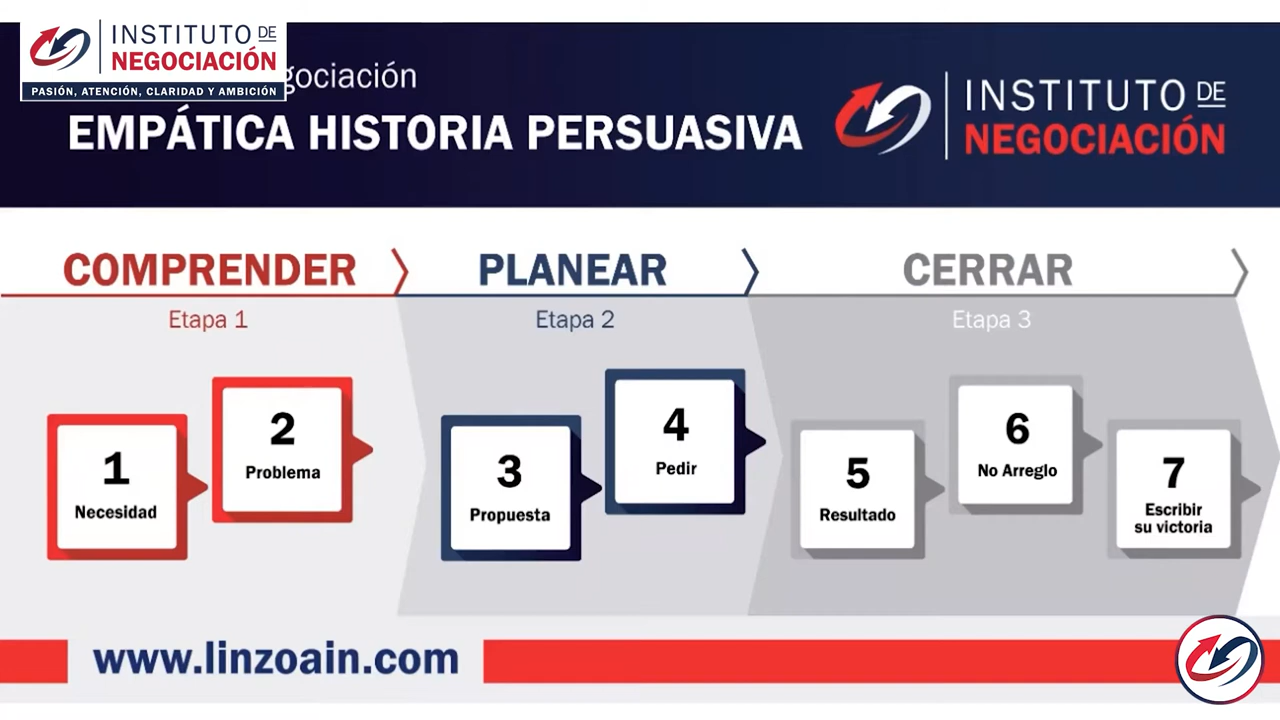 INSTITUTO DE
NEGOCIACIÓN
PASIÓN, ATENCIÓN, CLARIDAD Y AMBICIÓN
gociación
EMPÁTICA HISTORIA PERSUASIVA
INSTITUTO DE
NEGOCIACIÓN
COMPRENDER
PLANEAR
CERRAR
Etapa 1
Etapa 2
Etapa 3
1
Necesidad
2
Problema
3
Propuesta
4
Pedir
5
Resultado
6
No Arreglo
7
Escribir
su victoria
www.linzoain.com